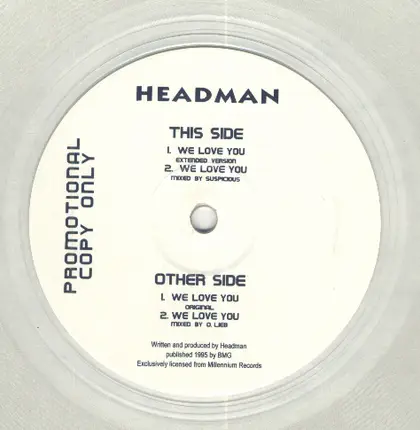 HEADMAN
THIS SIDE
1. WE LOVE YOU
EXTENDED VERSION
2. WE LOVE YOU
MIXED BY SUSPICIOUS
PROMOTIONAL
COPY ONLY
OTHER SIDE
1. WE LOVE YOU
ORIGINAL
2. WE LOVE YOU
MIXED BY O. LIEB
Written and produced by Headman
published 1995 by BMG
Exclusively licensed from Millennium Records